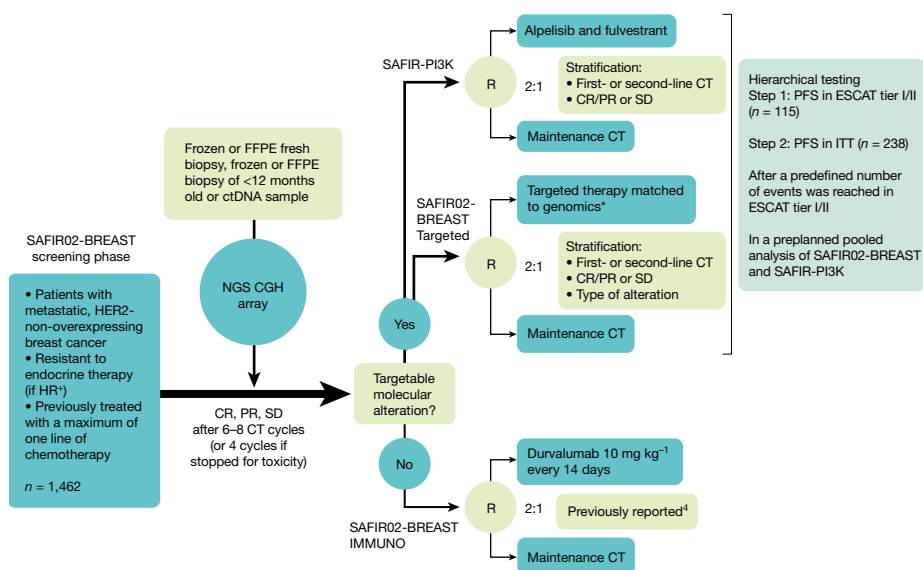 SAFIR02-BREAST
screening phase
• Patients with
metastatic, HER2-
non-overexpressing
breast cancer
• Resistant to
endocrine therapy
(if HR⁺)
• Previously treated
with a maximum of
one line of
chemotherapy
n = 1,462
Frozen or FFPE fresh
biopsy, frozen or FFPE
biopsy of <12 months
old or ctDNA sample
NGS CGH
array
CR, PR, SD
after 6–8 CT cycles
(or 4 cycles if
stopped for toxicity)
Targetable
molecular
alteration?
Yes
No
SAFIR-PI3K
R
2:1
Alpelisib and fulvestrant
Stratification:
• First- or second-line CT
• CR/PR or SD
Maintenance CT
SAFIR02-
BREAST
Targeted
R
2:1
Targeted therapy matched
to genomics*
Stratification:
• First- or second-line CT
• CR/PR or SD
• Type of alteration
Maintenance CT
SAFIR02-BREAST
IMMUNO
R
2:1
Durvalumab 10 mg kg⁻¹
every 14 days
Previously reported⁴
Maintenance CT
Hierarchical testing
Step 1: PFS in ESCAT tier I/II
(n = 115)
Step 2: PFS in ITT (n = 238)
After a predefined number
of events was reached in
ESCAT tier I/II
In a preplanned pooled
analysis of SAFIR02-BREAST
and SAFIR-PI3K